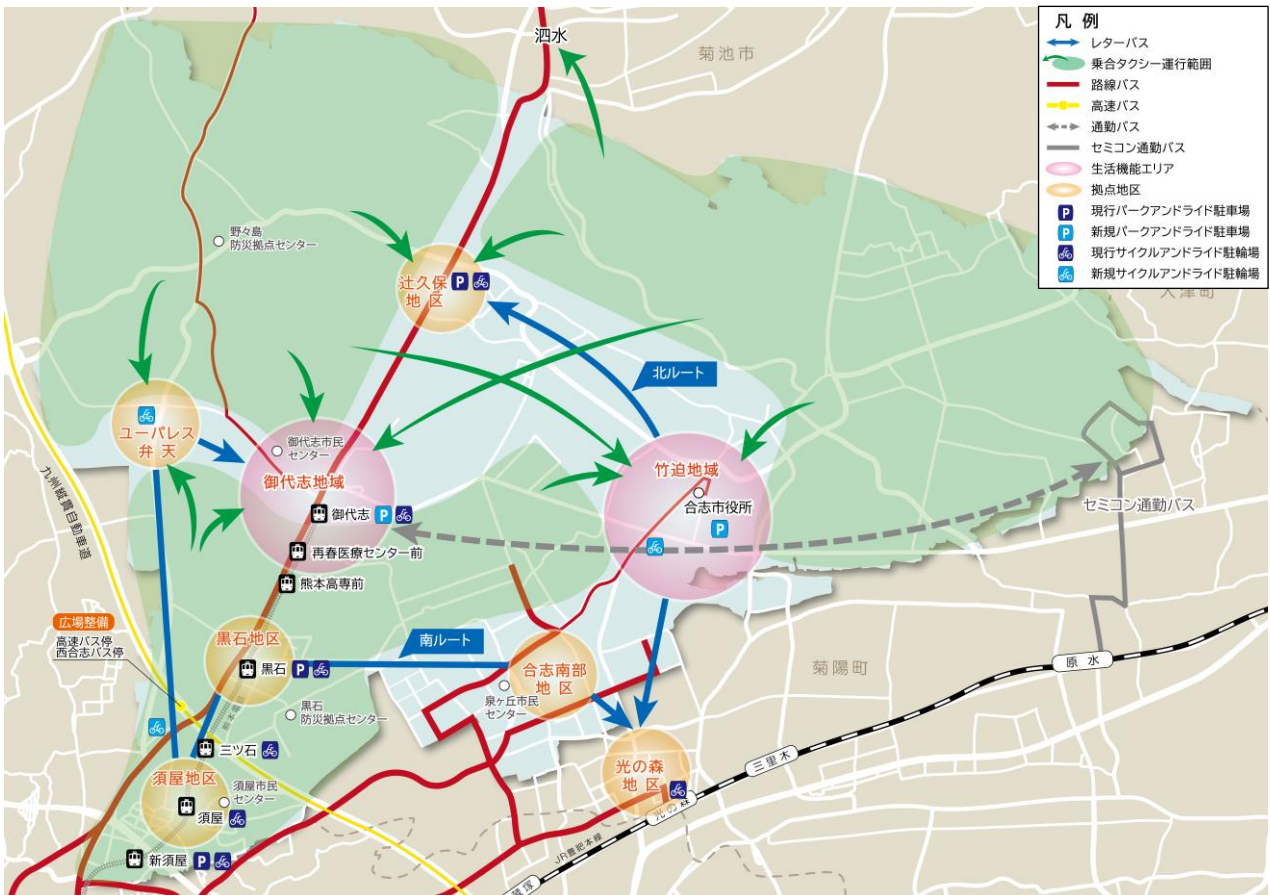 凡 例
レターバス
乗合タクシー運行範囲
路線バス
高速バス
通勤バス
セミコン通勤バス
生活機能エリア
拠点地区
P
現行パークアンドライド駐車場
P
新規パークアンドライド駐車場
現行サイクルアンドライド駐輪場
新規サイクルアンドライド駐輪場
泗水
菊池市
大津町
野々島
防災拠点センター
辻久保
地区
P
北ルート
ユーパレス
弁天
御代志市民
センター
御代志地域
御代志
P
竹迫地域
合志市役所
P
セミコン通勤バス
九州縦貫自動車道
再春医療センター前
熊本高専前
広場整備
高速バス停
西合志バス停
黒石地区
黒石
P
南ルート
合志南部
地区
泉ヶ丘市民
センター
菊陽町
原水
黒石
防災拠点センター
三ツ石
須屋地区
須屋市民
センター
須屋
光の森
地区
三里木
光の森
新須屋
P
JR豊肥本線